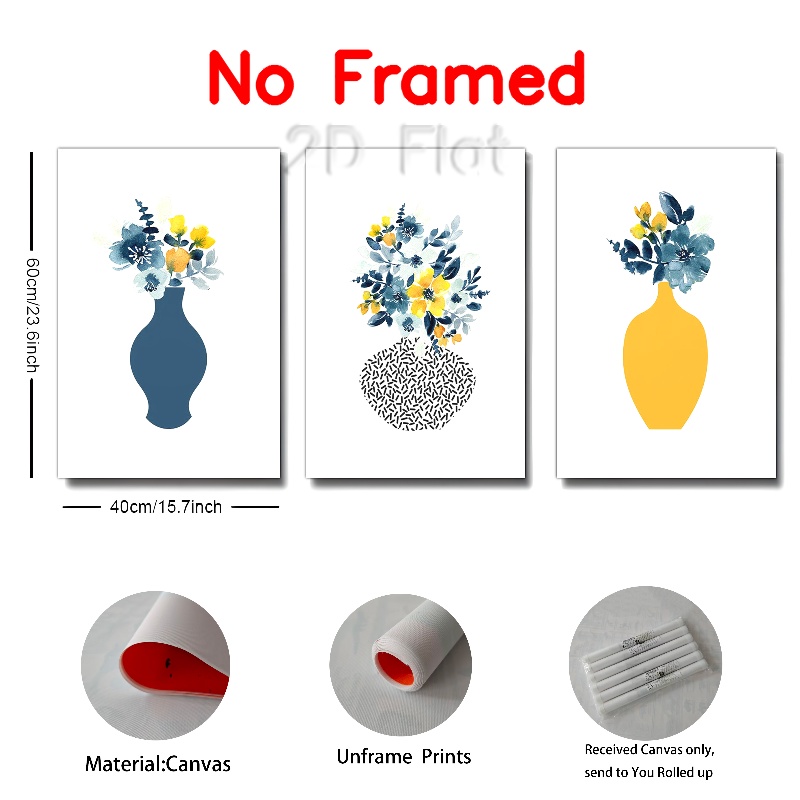 No Framed
2D Flat
60cm/23.6inch
40cm/15.7inch
Material:Canvas
Unframe Prints
Received Canvas only,
send to You Rolled up